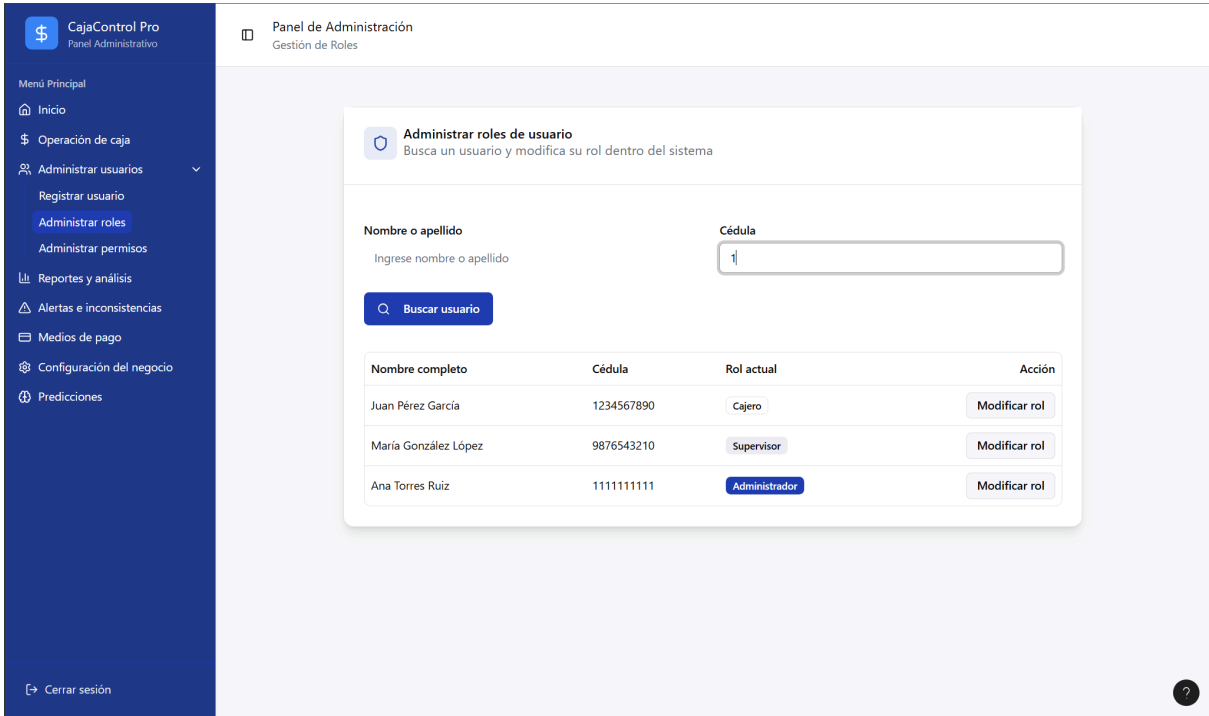 CajaControl Pro
Panel Administrativo
Menú Principal
Inicio
Operación de caja
Administrar usuarios
Registrar usuario
Administrar roles
Administrar permisos
Reportes y análisis
Alertas e inconsistencias
Medios de pago
Configuración del negocio
Predicciones
Cerrar sesión
Panel de Administración
Gestión de Roles
Administrar roles de usuario
Busca un usuario y modifica su rol dentro del sistema
Nombre o apellido Cédula
Ingrese nombre o apellido 1
Buscar usuario
Nombre completo Cédula Rol actual Acción
Juan Pérez García 1234567890 Cajero Modificar rol
María González López 9876543210 Supervisor Modificar rol
Ana Torres Ruiz 1111111111 Administrador Modificar rol
?